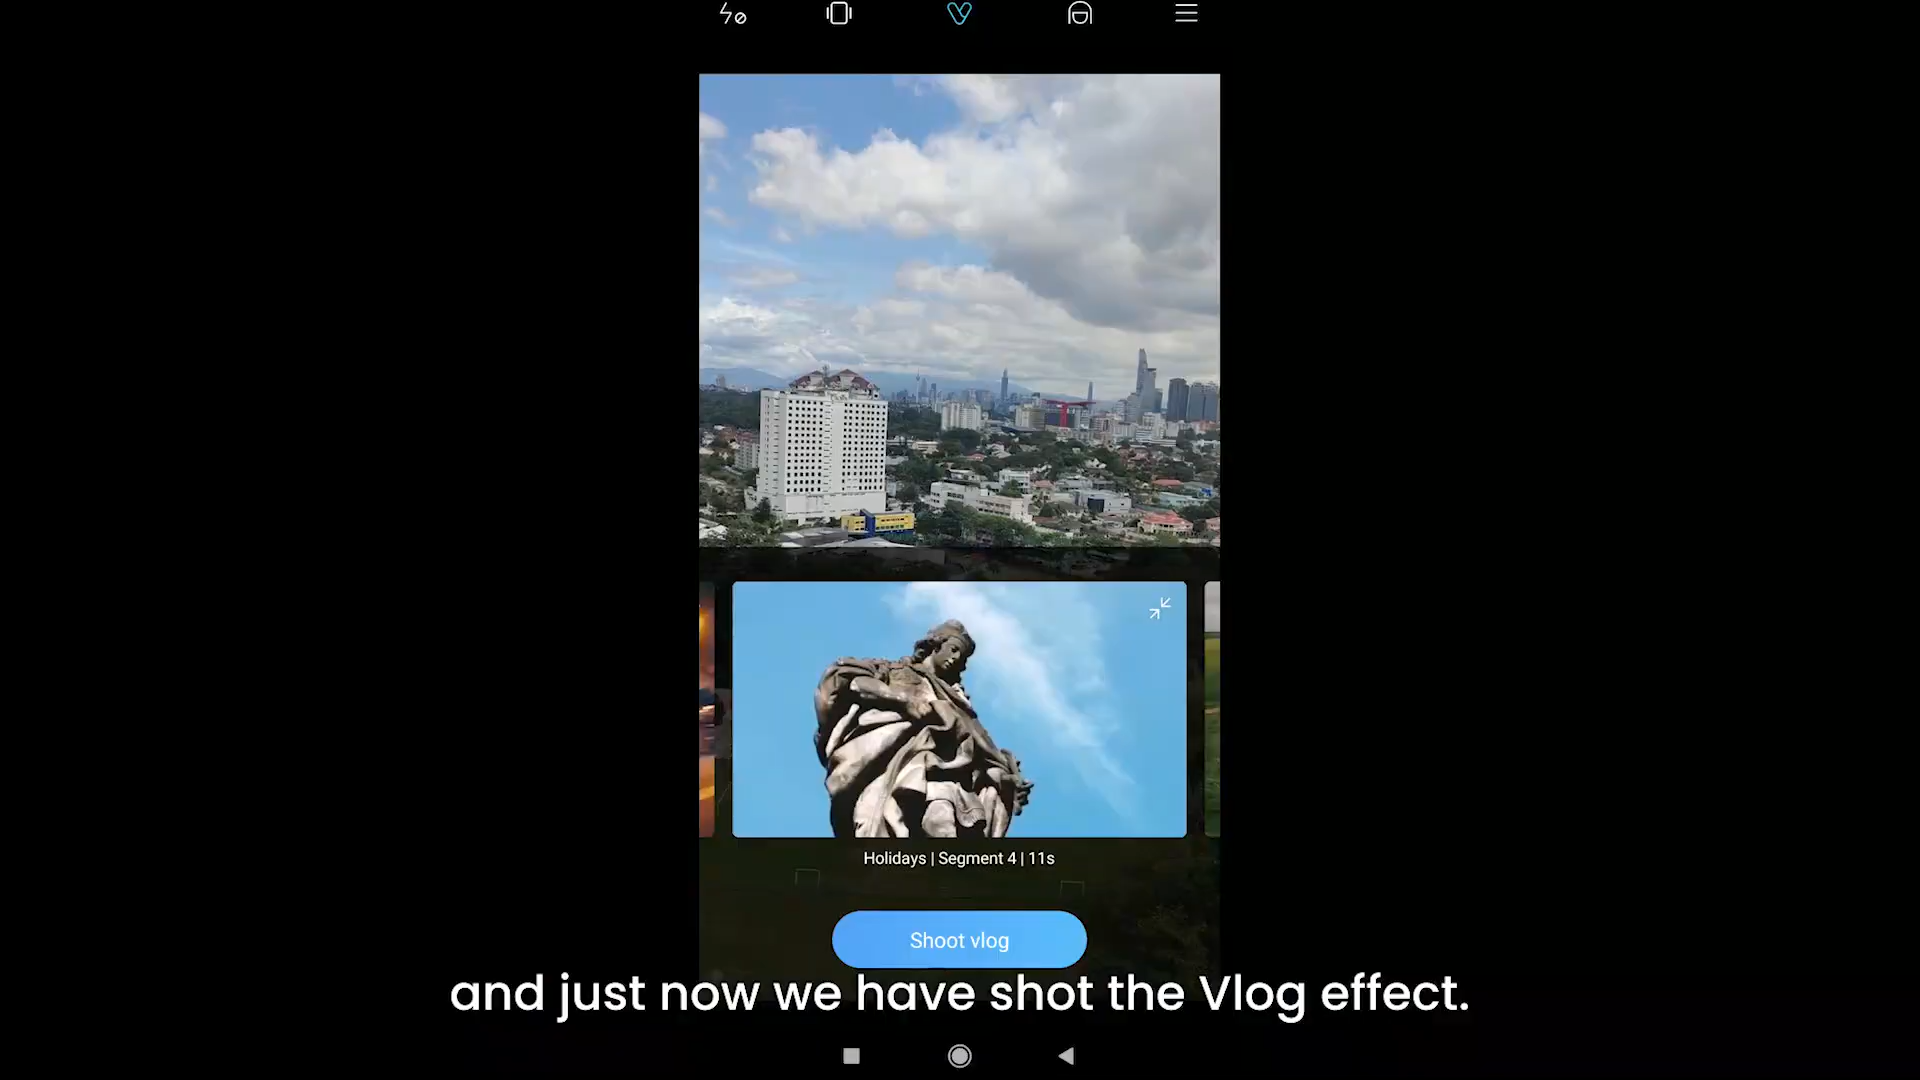 Holidays | Segment 4 | 11s
Shoot vlog
and just now we have shot the Vlog effect.